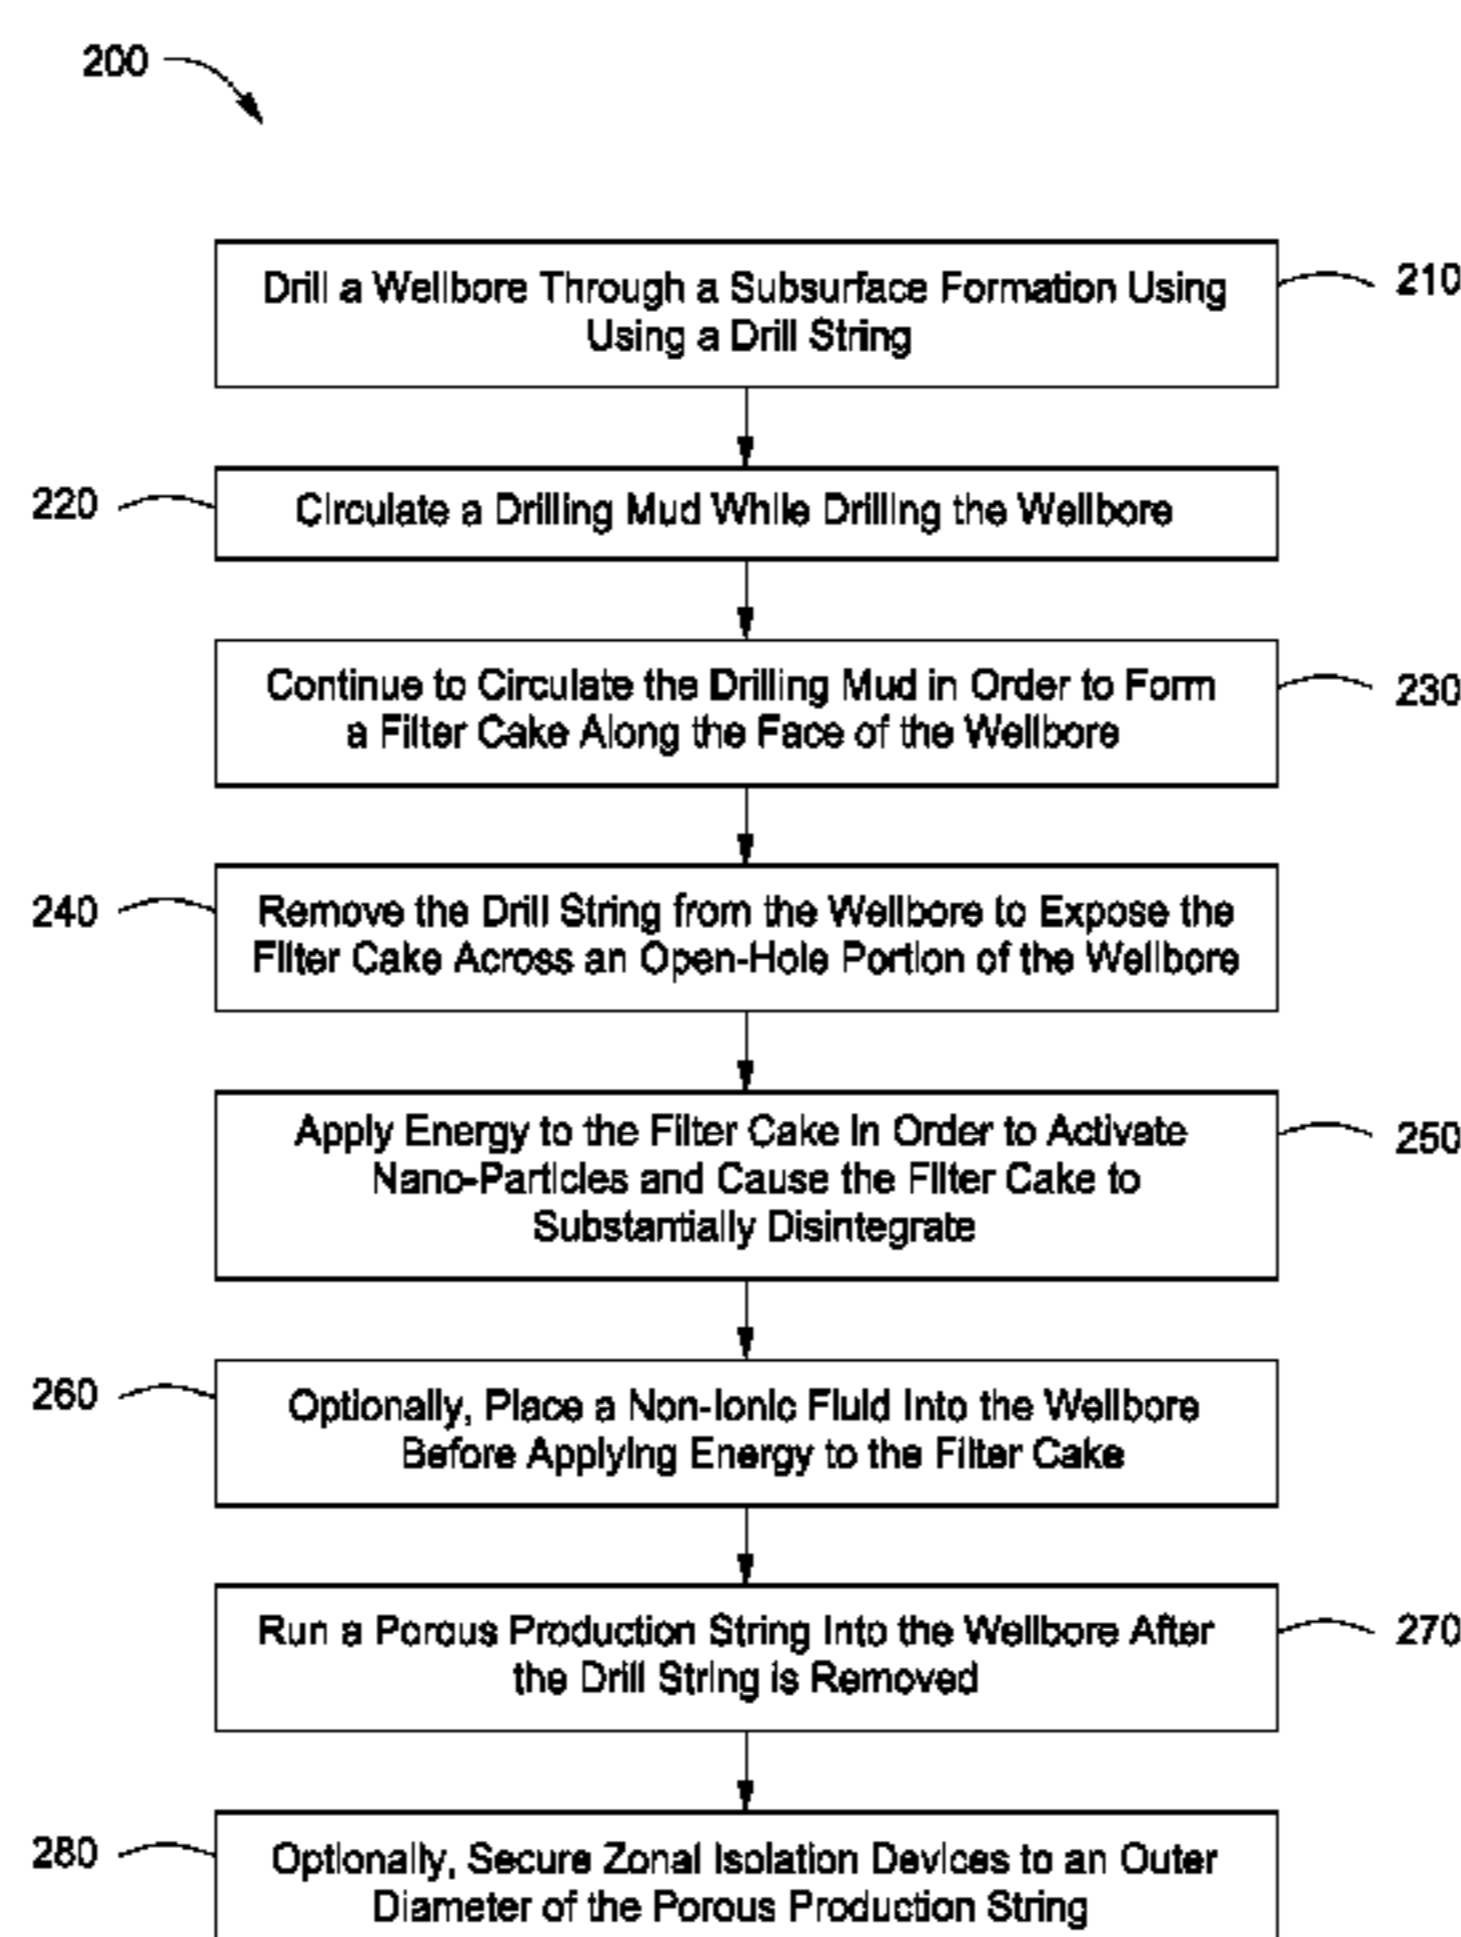 200
Drill a Wellbore Through a Subsurface Formation Using
Using a Drill String
210
220
Circulate a Drilling Mud While Drilling the Wellbore
Continue to Circulate the Drilling Mud in Order to Form
a Filter Cake Along the Face of the Wellbore
230
240
Remove the Drill String from the Wellbore to Expose the
Filter Cake Across an Open-Hole Portion of the Wellbore
Apply Energy to the Filter Cake in Order to Activate
Nano-Particles and Cause the Filter Cake to
Substantially Disintegrate
250
260
Optionally, Place a Non-Ionic Fluid Into the Wellbore
Before Applying Energy to the Filter Cake
Run a Porous Production String Into the Wellbore After
the Drill String is Removed
270
280
Optionally, Secure Zonal Isolation Devices to an Outer
Diameter of the Porous Production String